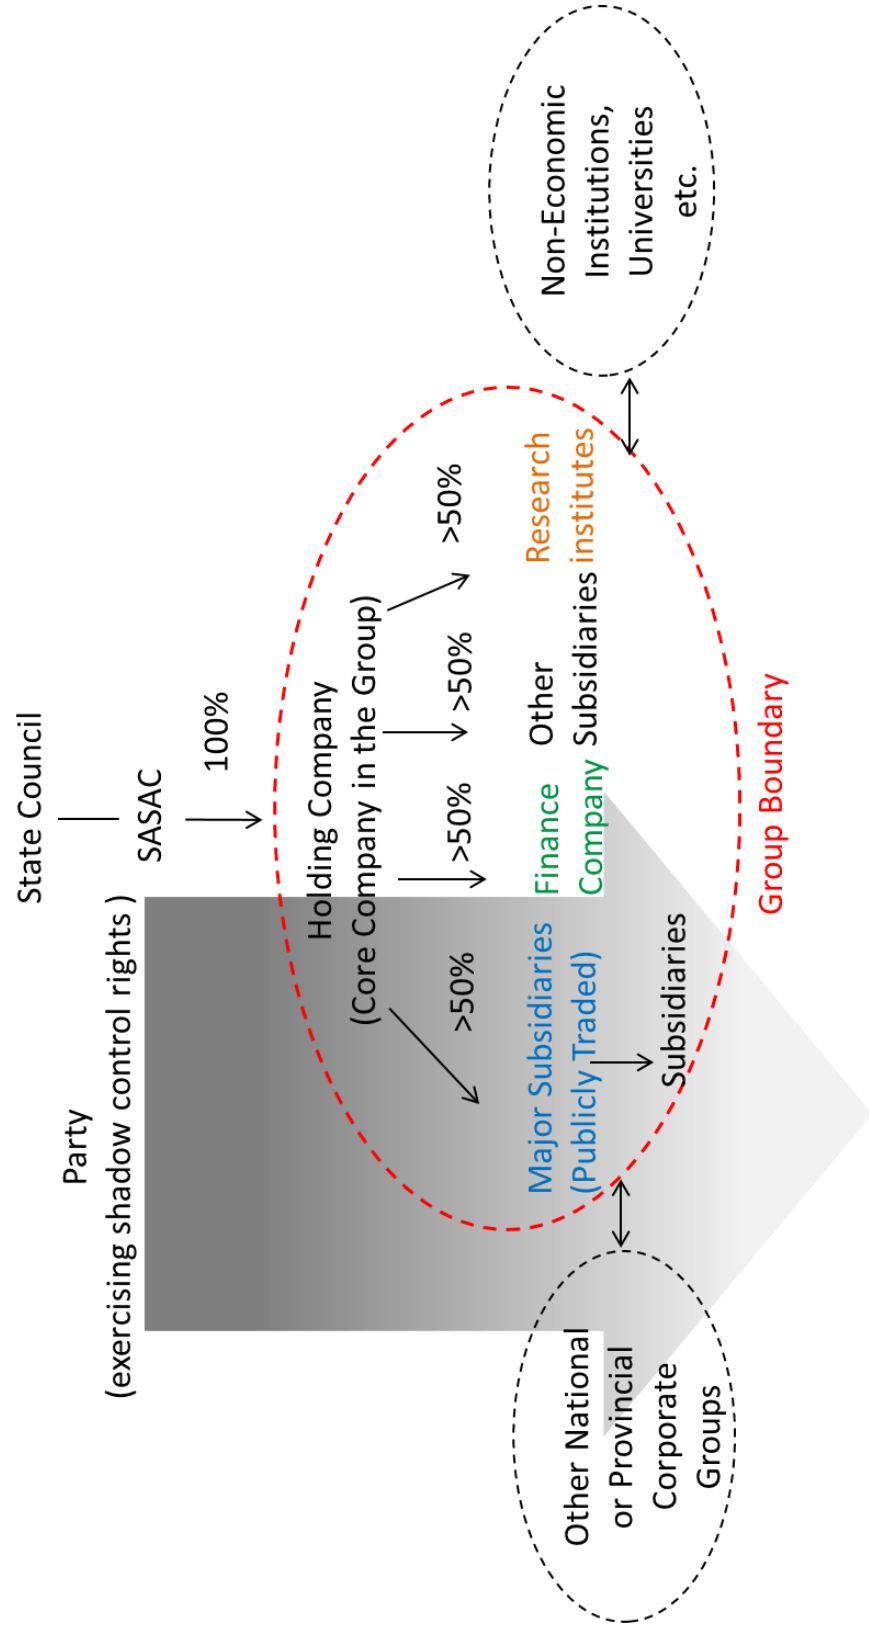 State Council
Party
(exercising shadow control rights )
SASAC
100%
Holding Company
(Core Company in the Group)
>50%
>50%
>50%
>50%
Major Subsidiaries
(Publicly Traded)
Finance
Company
Other
Subsidiaries
Research
institutes
Subsidiaries
Other National
or Provincial
Corporate
Groups
Non-Economic
Institutions,
Universities
etc.
Group Boundary